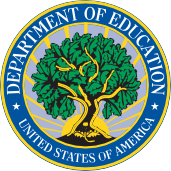 DEPARTMENT OF EDUCATION
UNITED STATES OF AMERICA